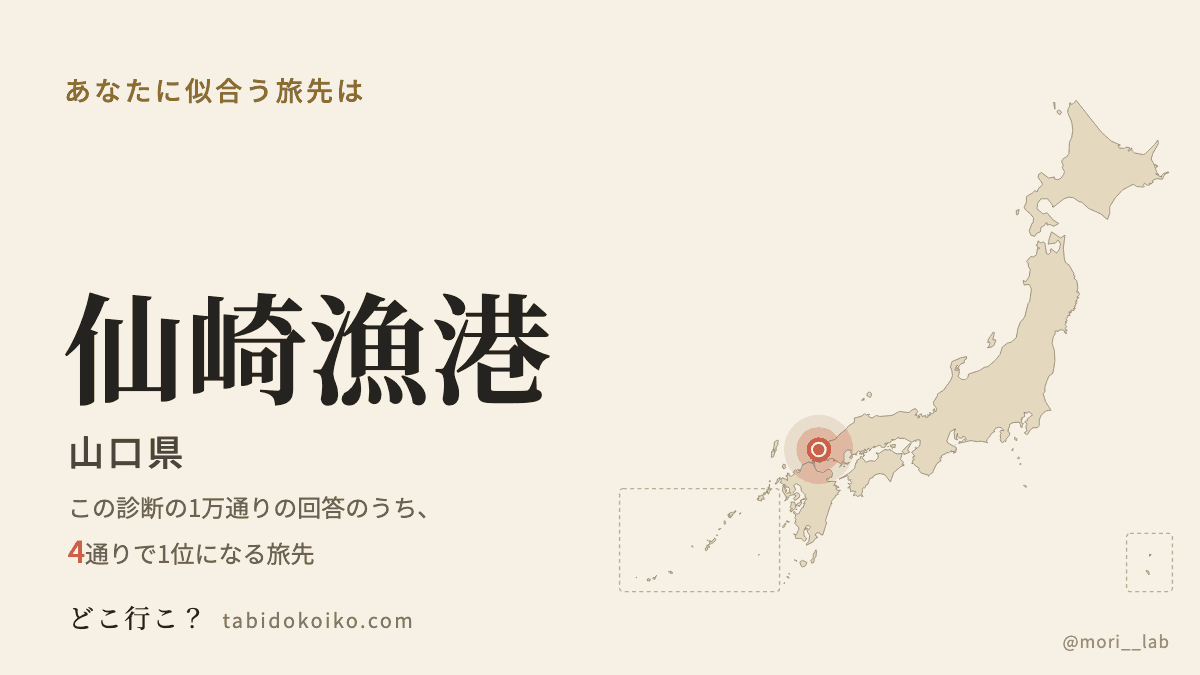 あなたに似合う旅先は
仙崎漁港
山口県
この診断の1万通りの回答のうち、
4通りで1位になる旅先
どこ行こ？ tabidokoiko.com
@mori__lab